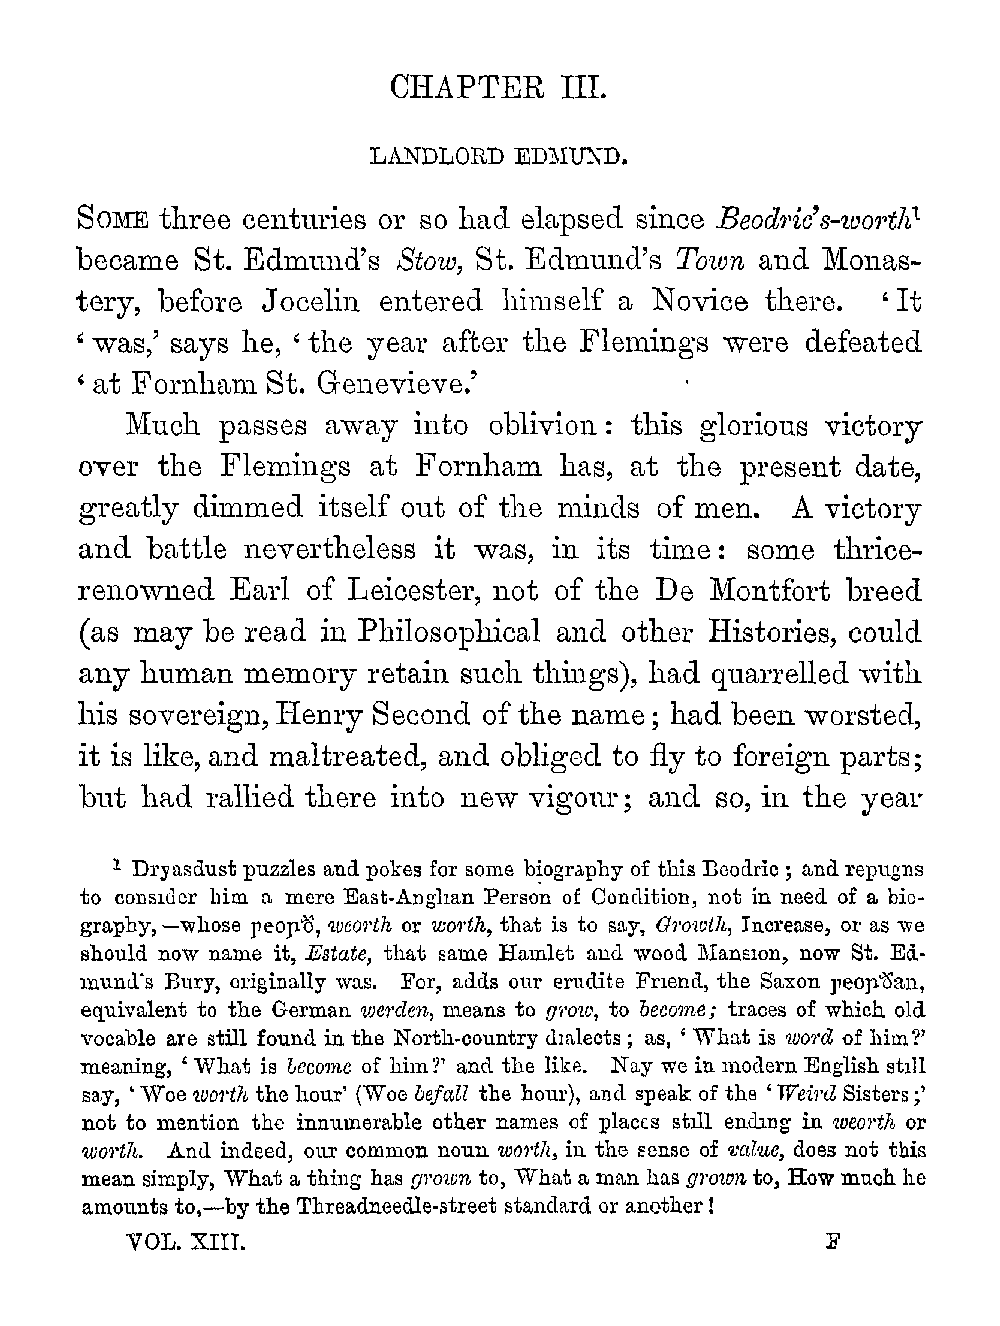 CHAPTER III.
LANDLORD EDMUND.
SOME three centuries or so had elapsed since Beodric's-worth¹
became St. Edmund's Stow, St. Edmund's Town and Monas-
tery, before Jocelin entered himself a Novice there. ‘It
‘was,’ says he, ‘the year after the Flemings were defeated
‘at Fornham St. Genevieve.’
Much passes away into oblivion: this glorious victory
over the Flemings at Fornham has, at the present date,
greatly dimmed itself out of the minds of men. A victory
and battle nevertheless it was, in its time: some thrice-
renowned Earl of Leicester, not of the De Montfort breed
(as may be read in Philosophical and other Histories, could
any human memory retain such things), had quarrelled with
his sovereign, Henry Second of the name; had been worsted,
it is like, and maltreated, and obliged to fly to foreign parts;
but had rallied there into new vigour; and so, in the year
¹ Dryasdust puzzles and pokes for some biography of this Beodric; and repugns
to consider him a mere East-Anglian Person of Condition, not in need of a bio-
graphy,—whose ƿeorð, weorth or worth, that is to say, Growth, Increase, or as we
should now name it, Estate, that same Hamlet and wood Mansion, now St. Ed-
mund's Bury, originally was. For, adds our erudite Friend, the Saxon ƿeorðan,
equivalent to the German werden, means to grow, to become; traces of which old
vocable are still found in the North-country dialects; as, ‘What is word of him?’
meaning, ‘What is become of him?’ and the like. Nay we in modern English still
say, ‘Woe worth the hour’ (Woe befall the hour), and speak of the ‘Weird Sisters;’
not to mention the innumerable other names of places still ending in weorth or
worth. And indeed, our common noun worth, in the sense of value, does not this
mean simply, What a thing has grown to, What a man has grown to, How much he
amounts to,—by the Threadneedle-street standard or another!
VOL. XIII. F